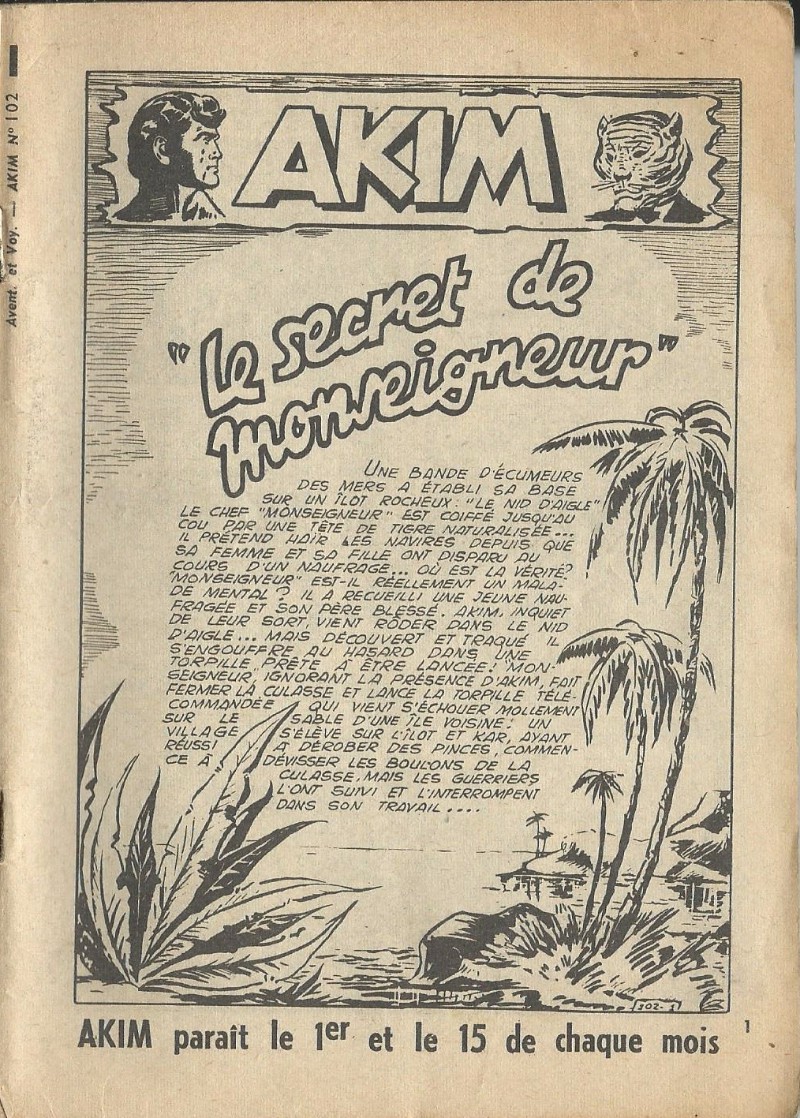 Avent. et Voy. — AKIM N° 102
AKIM
"Le secret de
monseigneur"
UNE BANDE D'ÉCUMEURS
DES MERS A ÉTABLI SA BASE
SUR UN ÎLOT ROCHEUX: "LE NID D'AIGLE"
LE CHEF "MONSEIGNEUR" EST COIFFÉ JUSQU'AU
COU PAR UNE TÊTE DE TIGRE NATURALISÉE...
IL PRÉTEND HAÏR LES NAVIRES DEPUIS QUE
SA FEMME ET SA FILLE ONT DISPARU AU
COURS D'UN NAUFRAGE... OÙ EST LA VÉRITÉ?
"MONSEIGNEUR" EST-IL RÉELLEMENT UN MALA-
DE MENTAL? IL A RECUEILLI UNE JEUNE NAU-
FRAGÉE ET SON PÈRE BLESSÉ. AKIM, INQUIET
DE LEUR SORT, VIENT RÔDER DANS LE NID
D'AIGLE... MAIS DÉCOUVERT ET TRAQUÉ IL
S'ENGOUFFRE AU HASARD DANS UNE
TORPILLE PRÊTE À ÊTRE LANCÉE! "MON-
SEIGNEUR, IGNORANT LA PRÉSENCE D'AKIM, FAIT
FERMER LA CULASSE ET LANCE LA TORPILLE TÉLÉ-
COMMANDÉE QUI VIENT S'ÉCHOUER MOLLEMENT
SUR LE SABLE D'UNE ÎLE VOISINE! UN
VILLAGE S'ÉLÈVE SUR L'ÎLOT ET KAR, AYANT
RÉUSSI À DÉROBER DES PINCES, COMMEN-
CE À DÉVISSER LES BOULONS DE LA
CULASSE, MAIS LES GUERRIERS
L'ONT SUIVI ET L'INTERROMPENT
DANS SON TRAVAIL....
102-1
AKIM paraît le 1er et le 15 de chaque mois
1